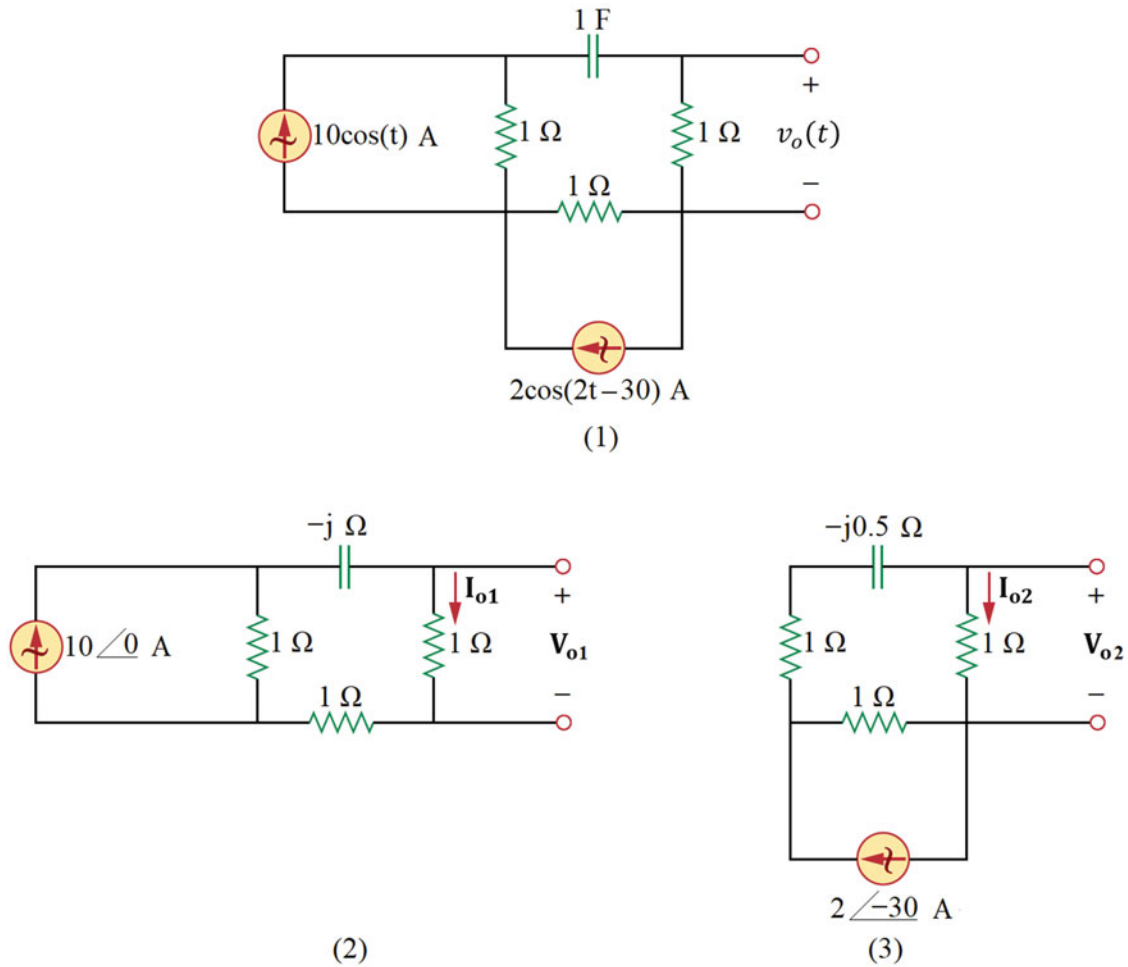 1 F
+
10cos(t) A
1 Ω
1 Ω
v_o(t)
1 Ω
−
2cos(2t−30) A
(1)
−j Ω
I_o1
+
10∠0 A
1 Ω
1 Ω
V_o1
1 Ω
−
(2)
−j0.5 Ω
I_o2
+
1 Ω
1 Ω
V_o2
1 Ω
−
2∠−30 A
(3)